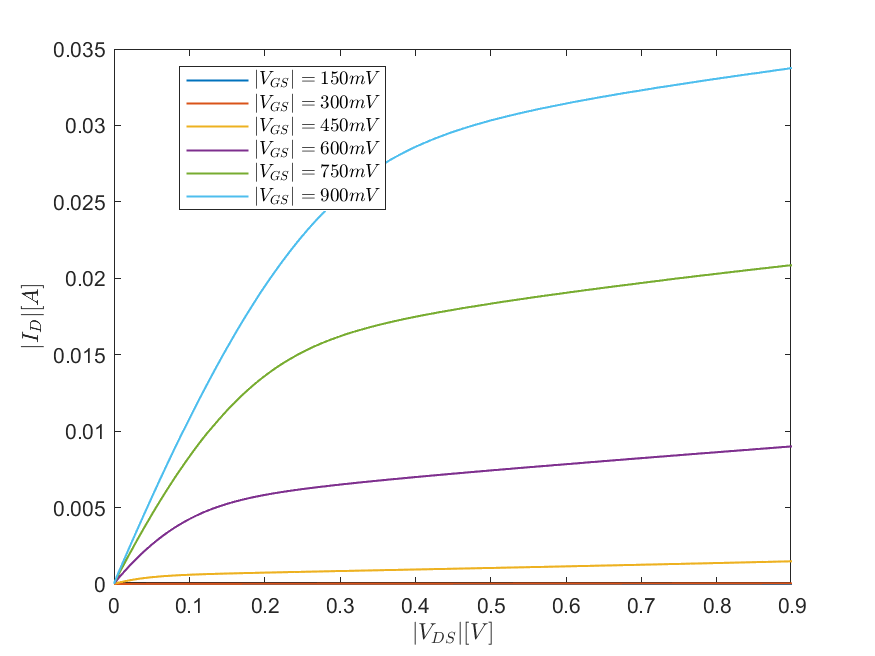 0.035
0.03
0.025
0.02
0.015
0.01
0.005
0
|I_D|[A]
|V_GS| = 150mV
|V_GS| = 300mV
|V_GS| = 450mV
|V_GS| = 600mV
|V_GS| = 750mV
|V_GS| = 900mV
0 0.1 0.2 0.3 0.4 0.5 0.6 0.7 0.8 0.9
|V_DS|[V]